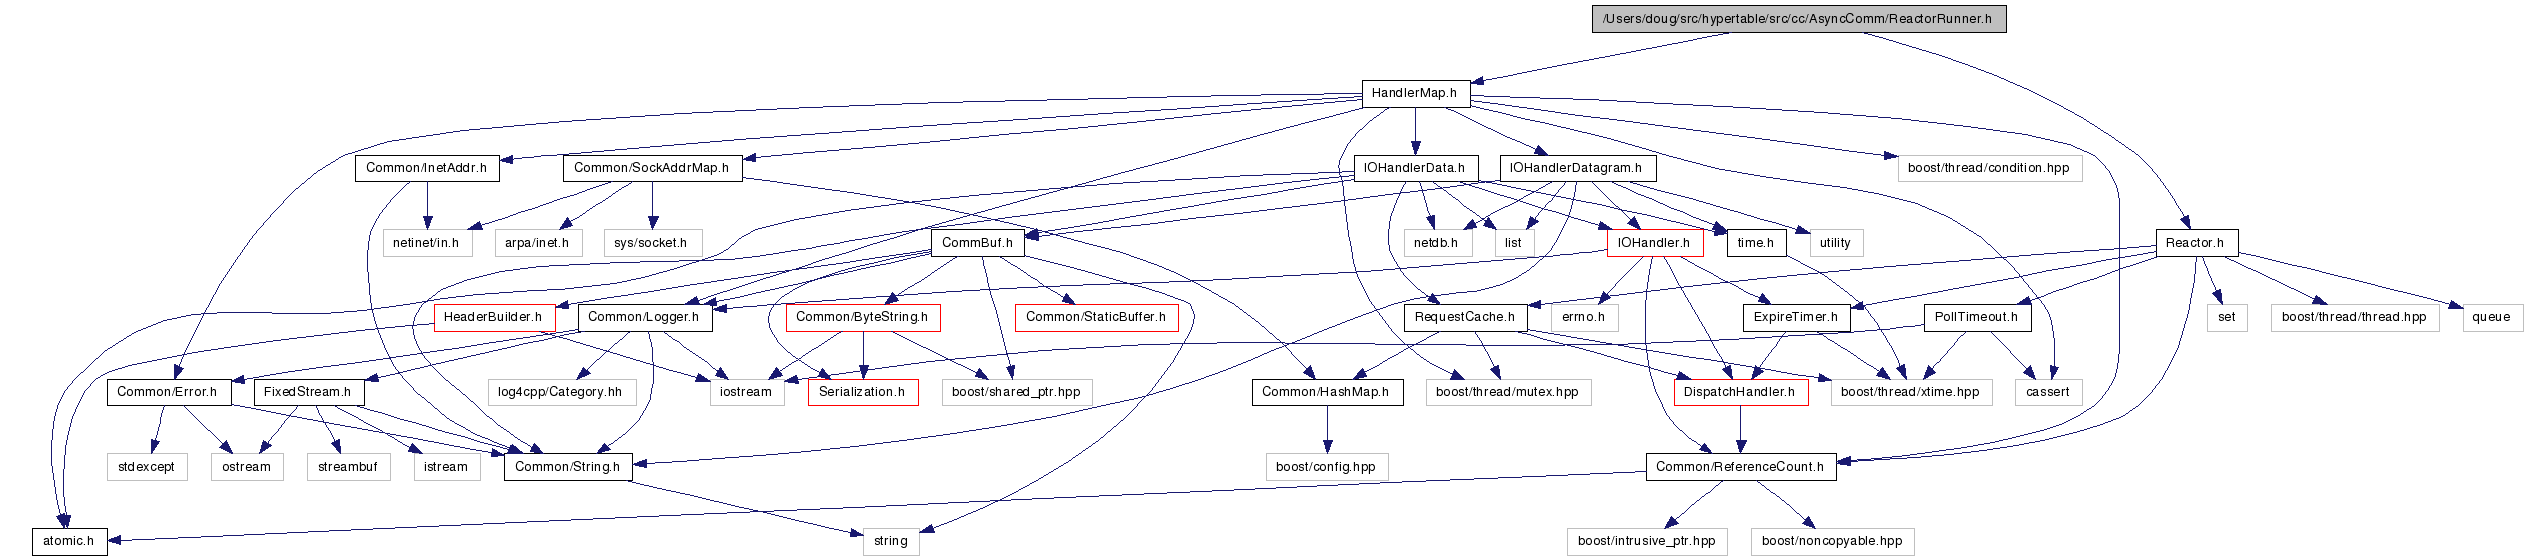 /Users/doug/src/hypertable/src/cc/AsyncComm/ReactorRunner.h
HandlerMap.h
Common/InetAddr.h
Common/SockAddrMap.h
IOHandlerData.h
IOHandlerDatagram.h
boost/thread/condition.hpp
netinet/in.h
arpa/inet.h
sys/socket.h
CommBuf.h
netdb.h
list
IOHandler.h
time.h
utility
Reactor.h
HeaderBuilder.h
Common/Logger.h
Common/ByteString.h
Common/StaticBuffer.h
RequestCache.h
errno.h
ExpireTimer.h
PollTimeout.h
set
boost/thread/thread.hpp
queue
Common/Error.h
FixedStream.h
log4cpp/Category.hh
iostream
Serialization.h
boost/shared_ptr.hpp
Common/HashMap.h
boost/thread/mutex.hpp
DispatchHandler.h
boost/thread/xtime.hpp
cassert
stdexcept
ostream
streambuf
istream
Common/String.h
boost/config.hpp
Common/ReferenceCount.h
atomic.h
string
boost/intrusive_ptr.hpp
boost/noncopyable.hpp